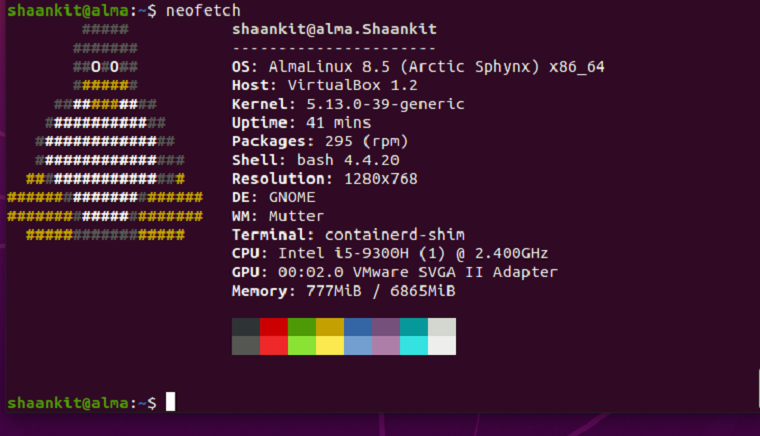 shaankit@alma:~$ neofetch
#####
#######
##O#O##
#######
###########
#############
###############
################
#################
#####################
#####################
#################
shaankit@alma.Shaankit
----------------------
OS: AlmaLinux 8.5 (Arctic Sphynx) x86_64
Host: VirtualBox 1.2
Kernel: 5.13.0-39-generic
Uptime: 41 mins
Packages: 295 (rpm)
Shell: bash 4.4.20
Resolution: 1280x768
DE: GNOME
WM: Mutter
Terminal: containerd-shim
CPU: Intel i5-9300H (1) @ 2.400GHz
GPU: 00:02.0 VMware SVGA II Adapter
Memory: 777MiB / 6865MiB
shaankit@alma:~$